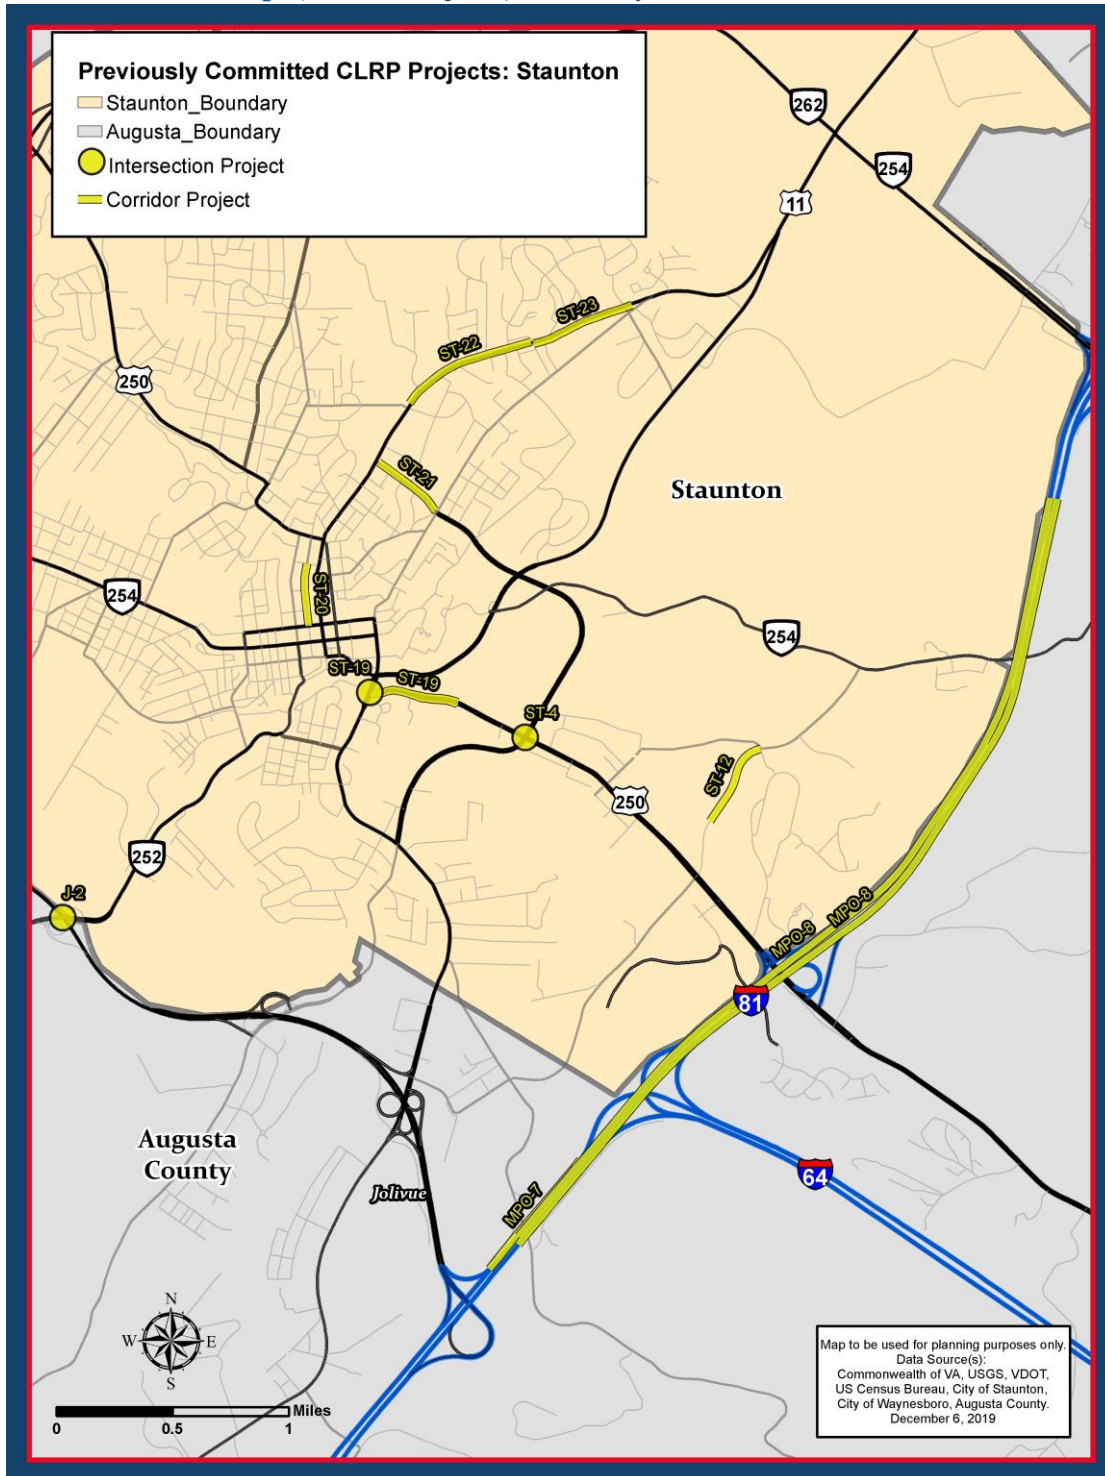 Previously Committed CLRP Projects: Staunton
Staunton_Boundary
Augusta_Boundary
Intersection Project
Corridor Project
262
254
11
ST-23
ST-22
250
ST-21
Staunton
254
ST-20
254
ST-19
ST-19
ST-4
ST-12
250
252
J-2
MPO-8
MPO-8
81
Augusta
County
64
Jolivue
MPO-7
N
W
E
S
Miles
0
0.5
1
Map to be used for planning purposes only.
Data Source(s):
Commonwealth of VA, USGS, VDOT,
US Census Bureau, City of Staunton,
City of Waynesboro, Augusta County.
December 6, 2019